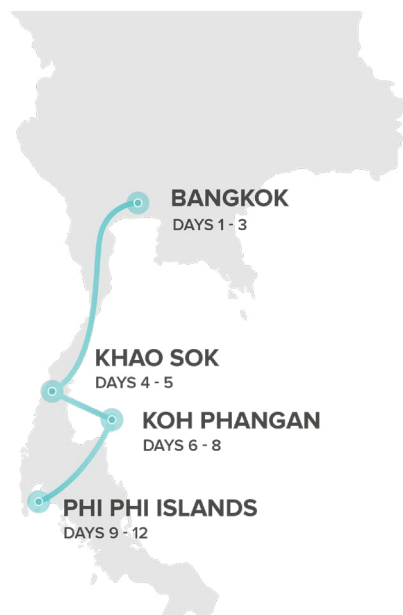 BANGKOK
DAYS 1 - 3
KHAO SOK
DAYS 4 - 5
KOH PHANGAN
DAYS 6 - 8
PHI PHI ISLANDS
DAYS 9 - 12